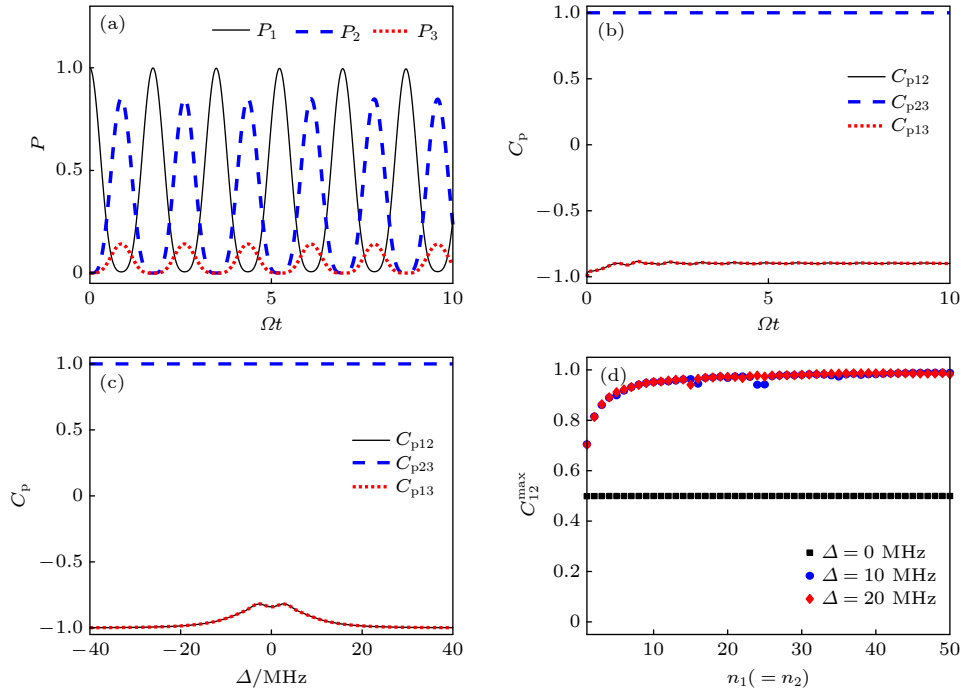 (a) P1 P2 P3
1.0
0.5
0
P
0 5 10
Ωt
(b)
1.0
0.5
0
−0.5
−1.0
Cp
Cp12
Cp23
Cp13
0 5 10
Ωt
(c)
1.0
0.5
0
−0.5
−1.0
Cp
Cp12
Cp23
Cp13
−40 −20 0 20 40
Δ/MHz
(d)
1.0
0.8
0.6
0.4
0.2
0
C12max
Δ = 0 MHz
Δ = 10 MHz
Δ = 20 MHz
10 20 30 40 50
n1(= n2)